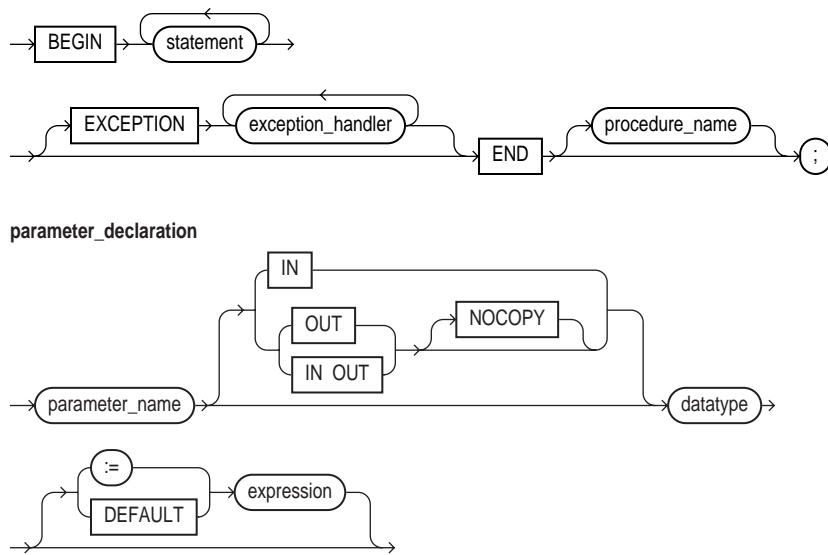 BEGIN statement
EXCEPTION exception_handler END procedure_name ;
parameter_declaration
IN
OUT NOCOPY
IN OUT
parameter_name datatype
:=
DEFAULT expression